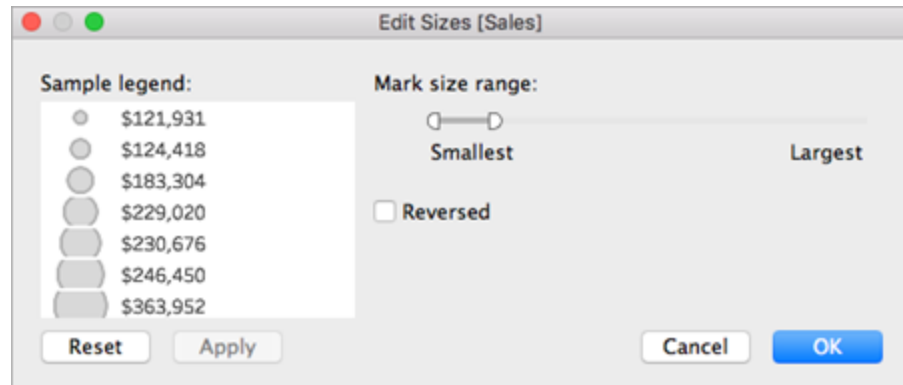 Edit Sizes [Sales]
Sample legend:
$121,931
$124,418
$183,304
$229,020
$230,676
$246,450
$363,952
Mark size range:
Smallest
Largest
Reversed
Reset
Apply
Cancel
OK